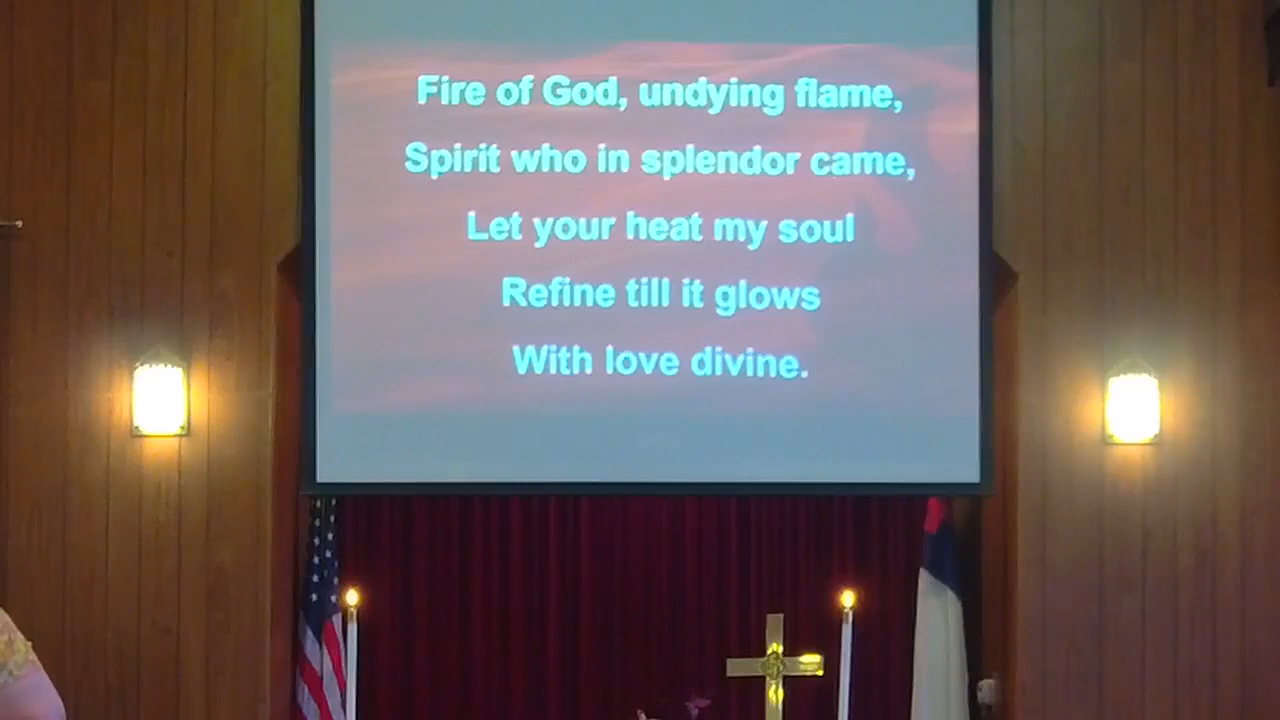 Fire of God, undying flame,
Spirit who in splendor came,
Let your heat my soul
Refine till it glows
With love divine.